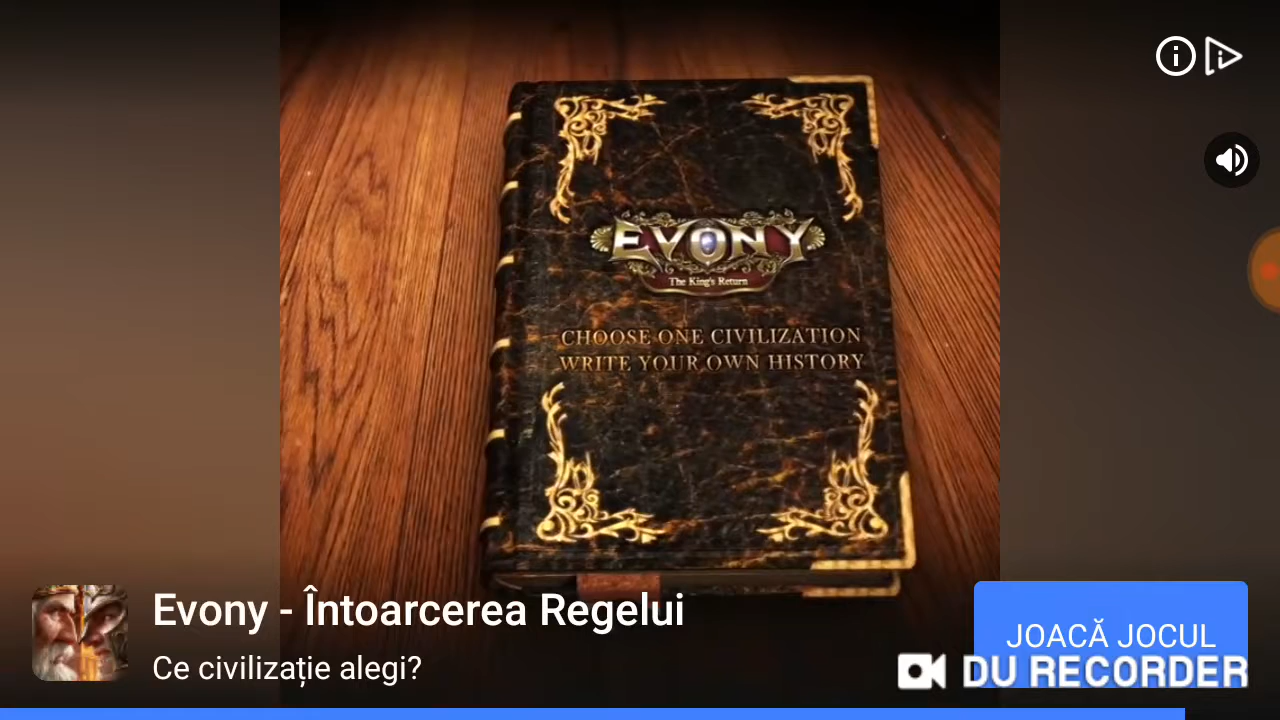 EVONY
The King's Return
CHOOSE ONE CIVILIZATION
WRITE YOUR OWN HISTORY
Evony - Întoarcerea Regelui
Ce civilizație alegi?
JOACĂ JOCUL
DU RECORDER